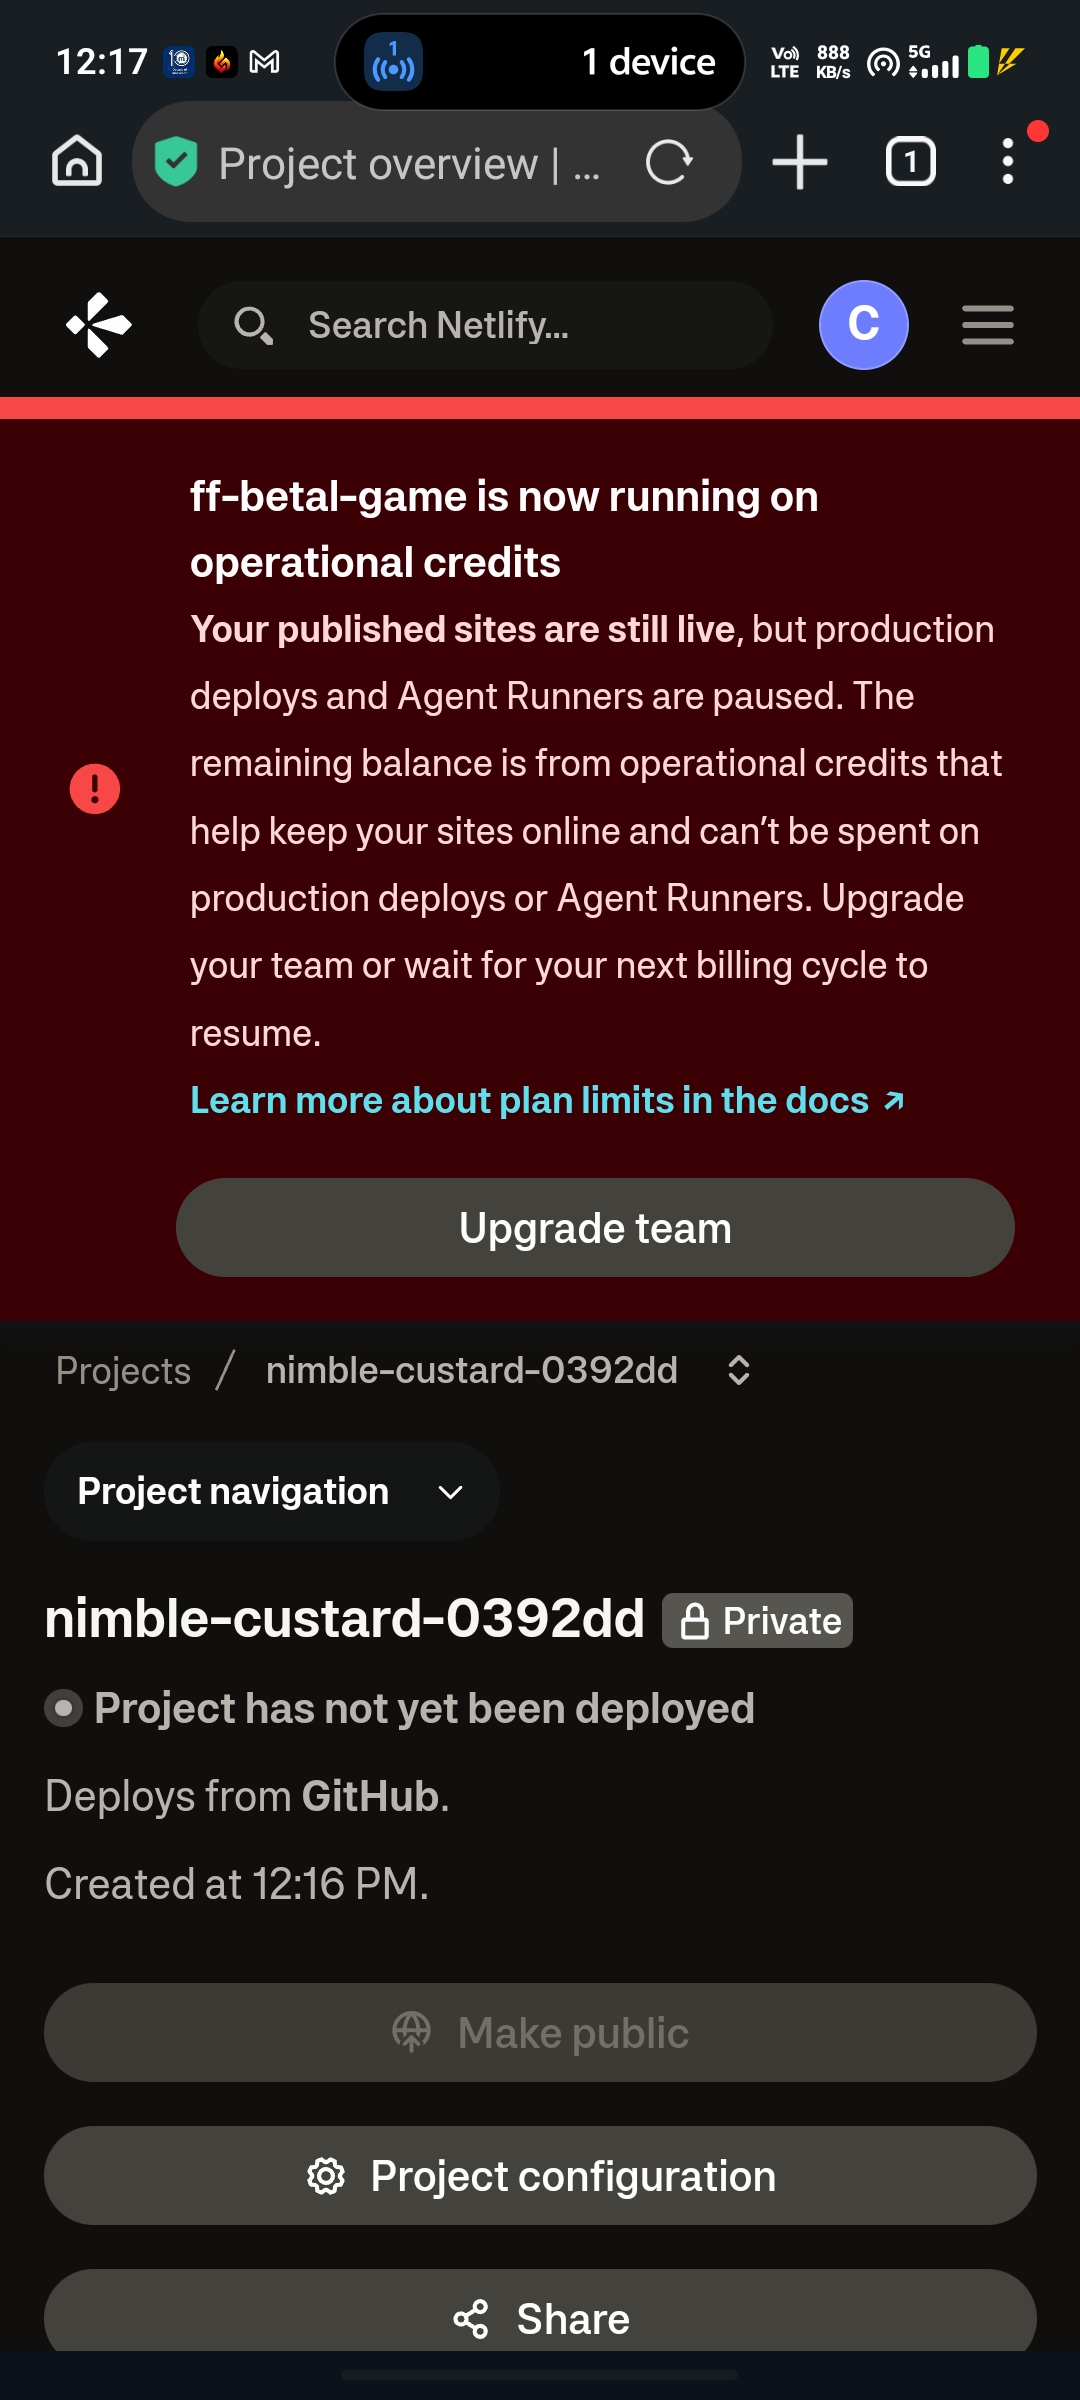 12:17
1
1 device
Vo) LTE
888 KB/s
5G
Project overview | ...
1
Search Netlify...
C
ff-betal-game is now running on
operational credits
Your published sites are still live, but production
deploys and Agent Runners are paused. The
remaining balance is from operational credits that
help keep your sites online and can’t be spent on
production deploys or Agent Runners. Upgrade
your team or wait for your next billing cycle to
resume.
Learn more about plan limits in the docs
Upgrade team
Projects / nimble-custard-0392dd
Project navigation
nimble-custard-0392dd Private
Project has not yet been deployed
Deploys from GitHub.
Created at 12:16 PM.
Make public
Project configuration
Share